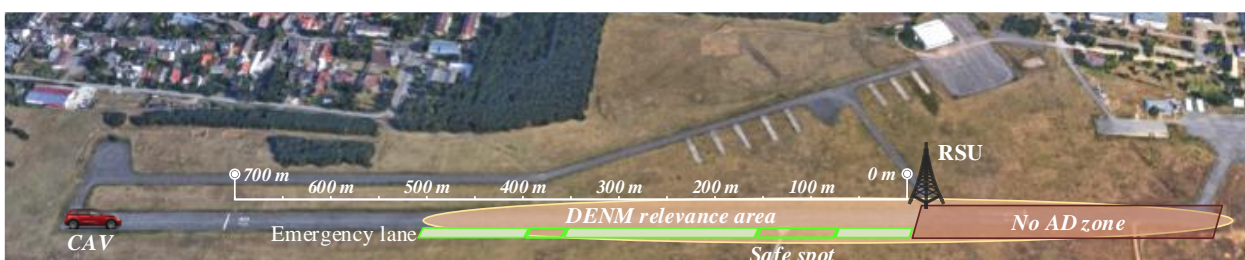 RSU
700 m
600 m
500 m
400 m
300 m
200 m
100 m
0 m
CAV
DENM relevance area
No AD zone
Emergency lane
Safe spot